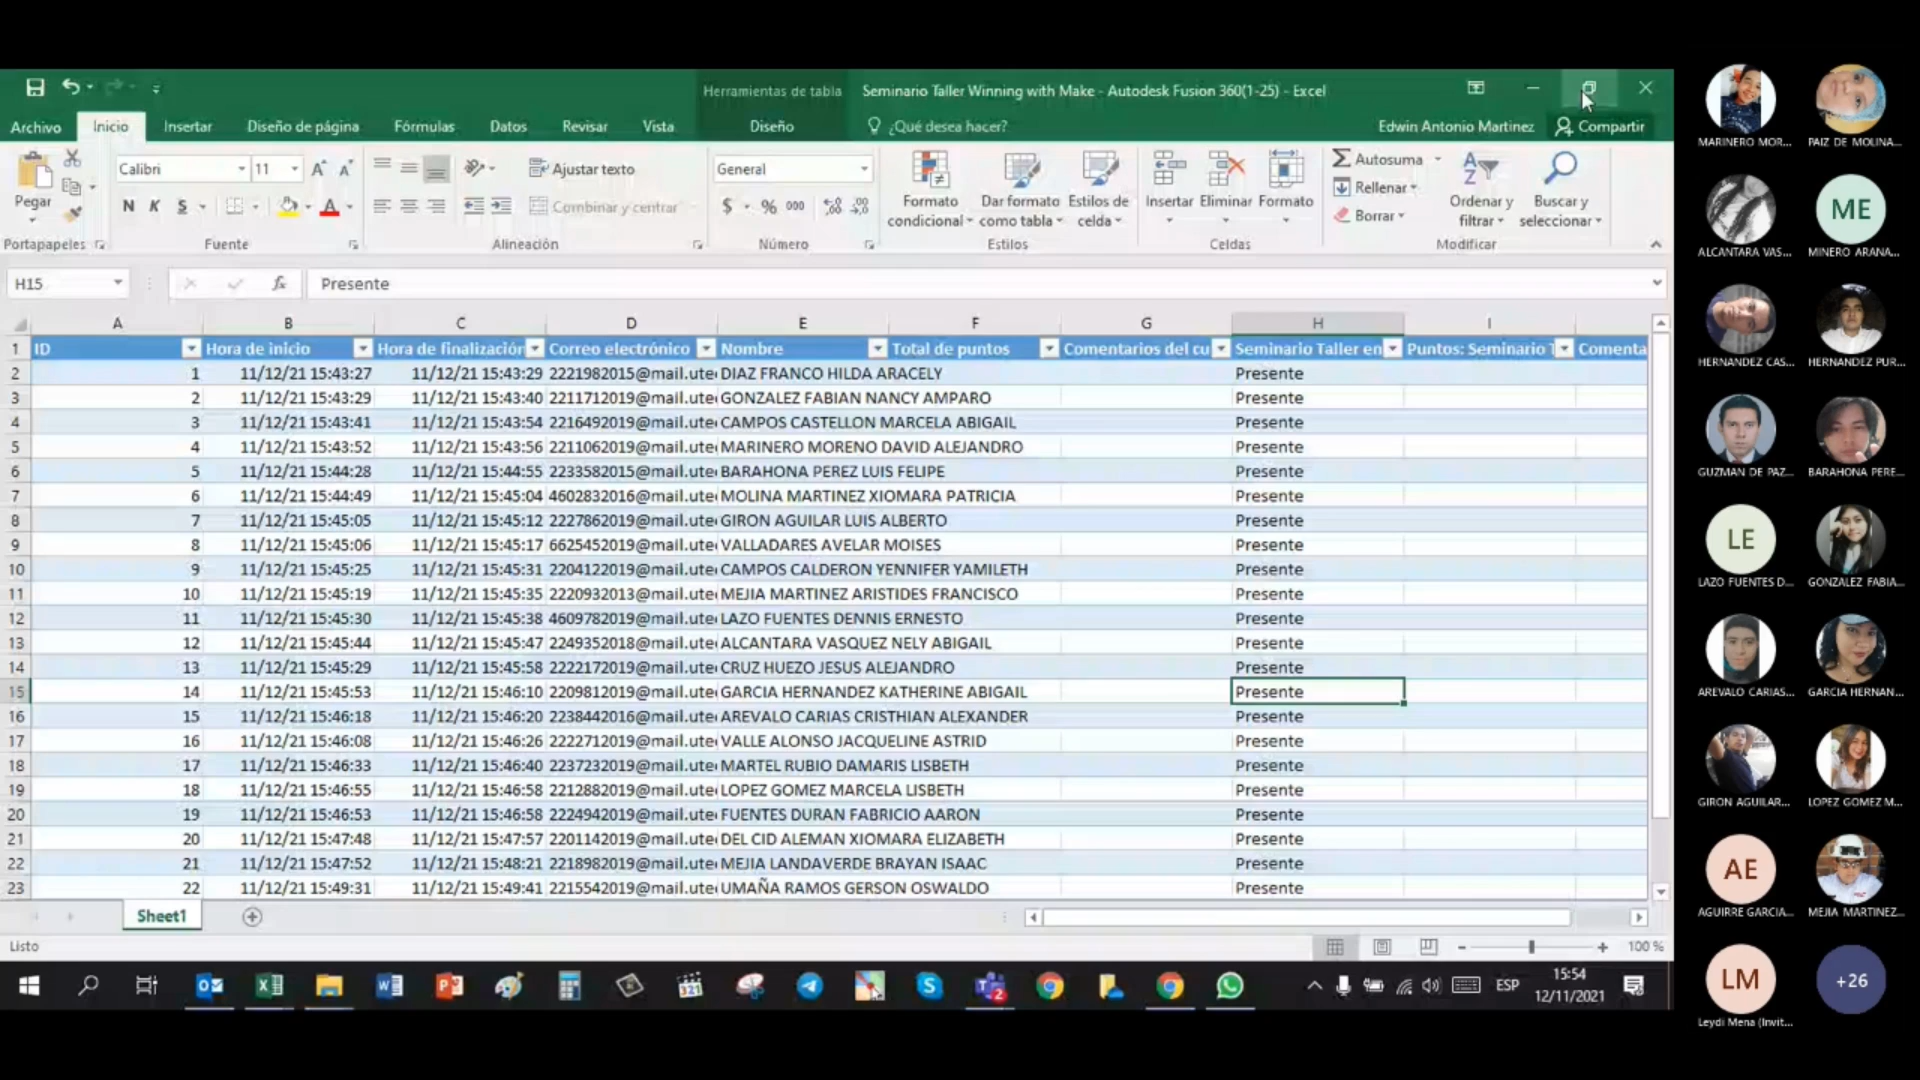 Herramientas de tabla
Seminario Taller Winning with Make - Autodesk Fusion 360(1-25) - Excel
Archivo Inicio Insertar Diseño de página Fórmulas Datos Revisar Vista Diseño ¿Qué desea hacer? Edwin Antonio Martinez Compartir
Pegar Calibri 11 Ajustar texto General Formato condicional Dar formato como tabla Estilos de celda Insertar Eliminar Formato Autosuma Ordenar y filtrar Buscar y seleccionar
N K S Combinar y centrar $ % 000 Rellenar
Borrar
Portapapeles Fuente Alineación Número Estilos Celdas Modificar
H15 fx Presente
A B C D E F G H I
1 ID Hora de inicio Hora de finalización Correo electrónico Nombre Total de puntos Comentarios del cu Seminario Taller en Puntos: Seminario T Comenta
2 1 11/12/21 15:43:27 11/12/21 15:43:29 2221982015@mail.ute DIAZ FRANCO HILDA ARACELY Presente
3 2 11/12/21 15:43:29 11/12/21 15:43:40 2211712019@mail.ute GONZALEZ FABIAN NANCY AMPARO Presente
4 3 11/12/21 15:43:41 11/12/21 15:43:54 2216492019@mail.ute CAMPOS CASTELLON MARCELA ABIGAIL Presente
5 4 11/12/21 15:43:52 11/12/21 15:43:56 2211062019@mail.ute MARINERO MORENO DAVID ALEJANDRO Presente
6 5 11/12/21 15:44:28 11/12/21 15:44:55 2233582015@mail.ute BARAHONA PEREZ LUIS FELIPE Presente
7 6 11/12/21 15:44:49 11/12/21 15:45:04 4602832016@mail.ute MOLINA MARTINEZ XIOMARA PATRICIA Presente
8 7 11/12/21 15:45:05 11/12/21 15:45:12 2227862019@mail.ute GIRON AGUILAR LUIS ALBERTO Presente
9 8 11/12/21 15:45:06 11/12/21 15:45:17 6625452019@mail.ute VALLADARES AVELAR MOISES Presente
10 9 11/12/21 15:45:25 11/12/21 15:45:31 2204122019@mail.ute CAMPOS CALDERON YENNIFER YAMILETH Presente
11 10 11/12/21 15:45:19 11/12/21 15:45:35 2220932013@mail.ute MEJIA MARTINEZ ARISTIDES FRANCISCO Presente
12 11 11/12/21 15:45:30 11/12/21 15:45:38 4609782019@mail.ute LAZO FUENTES DENNIS ERNESTO Presente
13 12 11/12/21 15:45:44 11/12/21 15:45:47 2249352018@mail.ute ALCANTARA VASQUEZ NELY ABIGAIL Presente
14 13 11/12/21 15:45:29 11/12/21 15:45:58 2222172019@mail.ute CRUZ HUEZO JESUS ALEJANDRO Presente
15 14 11/12/21 15:45:53 11/12/21 15:46:10 2209812019@mail.ute GARCIA HERNANDEZ KATHERINE ABIGAIL Presente
16 15 11/12/21 15:46:18 11/12/21 15:46:20 2238442016@mail.ute AREVALO CARIAS CRISTHIAN ALEXANDER Presente
17 16 11/12/21 15:46:08 11/12/21 15:46:26 2222712019@mail.ute VALLE ALONSO JACQUELINE ASTRID Presente
18 17 11/12/21 15:46:33 11/12/21 15:46:40 2237232019@mail.ute MARTEL RUBIO DAMARIS LISBETH Presente
19 18 11/12/21 15:46:55 11/12/21 15:46:58 2212882019@mail.ute LOPEZ GOMEZ MARCELA LISBETH Presente
20 19 11/12/21 15:46:53 11/12/21 15:46:58 2224942019@mail.ute FUENTES DURAN FABRICIO AARON Presente
21 20 11/12/21 15:47:48 11/12/21 15:47:57 2201142019@mail.ute DEL CID ALEMAN XIOMARA ELIZABETH Presente
22 21 11/12/21 15:47:52 11/12/21 15:48:21 2218982019@mail.ute MEJIA LANDAVERDE BRAYAN ISAAC Presente
23 22 11/12/21 15:49:31 11/12/21 15:49:41 2215542019@mail.ute UMAÑA RAMOS GERSON OSWALDO Presente
Sheet1
Listo 100 %
ESP 15:54
12/11/2021
MARINERO MOR... PAIZ DE MOLINA...
ME
ALCANTARA VAS... MINERO ARANA...
HERNANDEZ CAS... HERNANDEZ PUR...
GUZMAN DE PAZ... BARAHONA PERE...
LE
LAZO FUENTES D... GONZALEZ FABIA...
AREVALO CARIAS... GARCIA HERNAN...
GIRON AGUILAR... LOPEZ GOMEZ M...
AE
AGUIRRE GARCIA... MEJIA MARTINEZ...
LM +26
Leydi Mena (Invit...